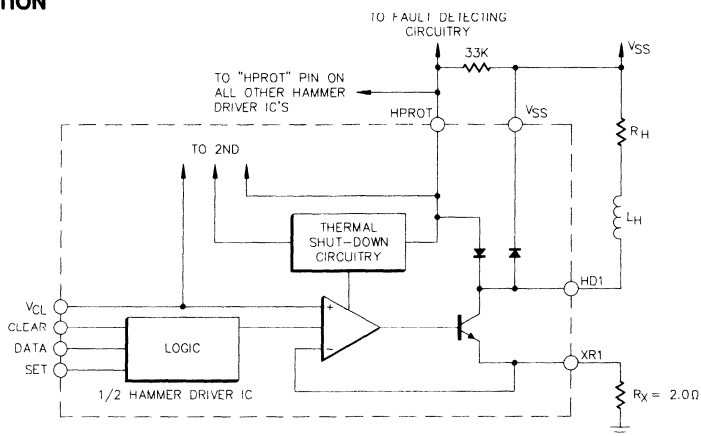 TION
TO FAULT DETECTING
CIRCUITRY
33K
VSS
TO "HPROT" PIN ON
ALL OTHER HAMMER
DRIVER IC'S
HPROT
VSS
RH
TO 2ND
LH
THERMAL
SHUT-DOWN
CIRCUITRY
HD1
VCL
+
CLEAR
DATA
LOGIC
−
SET
XR1
1/2 HAMMER DRIVER IC
RX = 2.0Ω